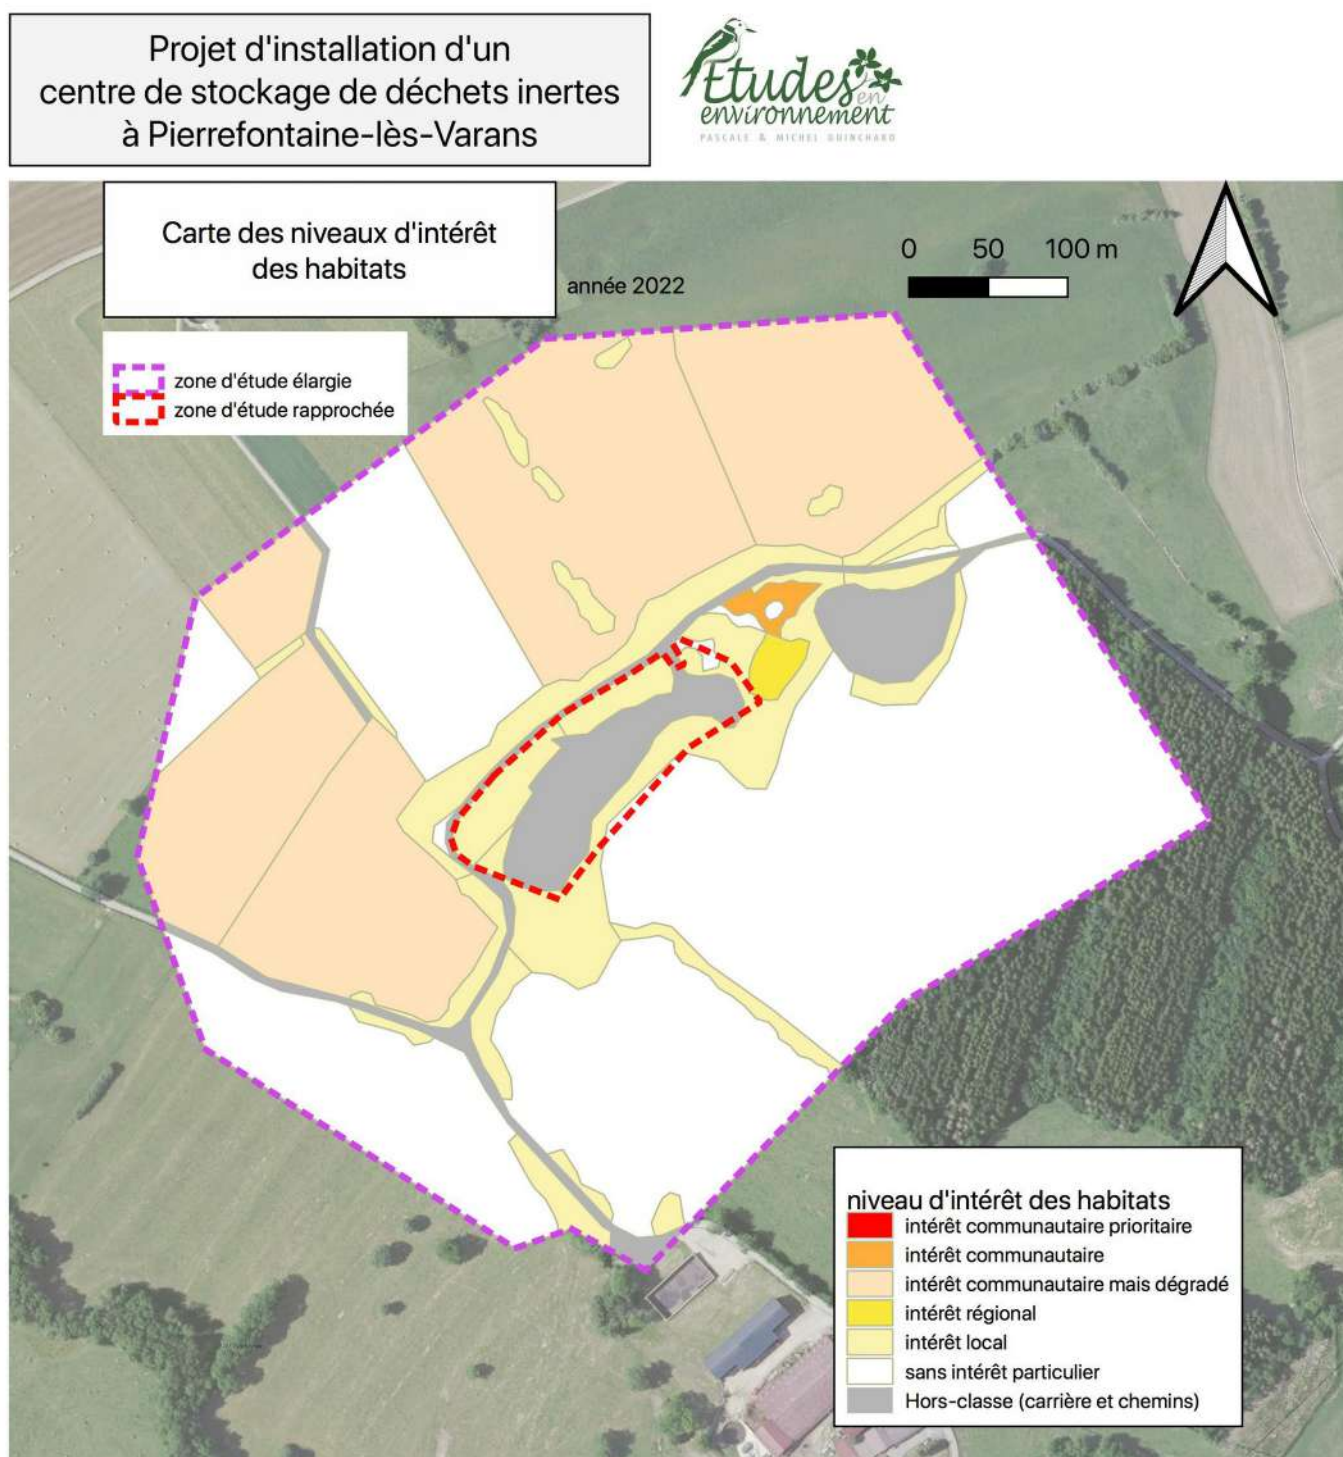 Projet d'installation d'un
centre de stockage de déchets inertes
à Pierrefontaine-lès-Varans
Etudes
en
environnement
PASCALE & MICHEL GUINCHARD
Carte des niveaux d'intérêt
des habitats
année 2022
0 50 100 m
zone d'étude élargie
zone d'étude rapprochée
niveau d'intérêt des habitats
intérêt communautaire prioritaire
intérêt communautaire
intérêt communautaire mais dégradé
intérêt régional
intérêt local
sans intérêt particulier
Hors-classe (carrière et chemins)